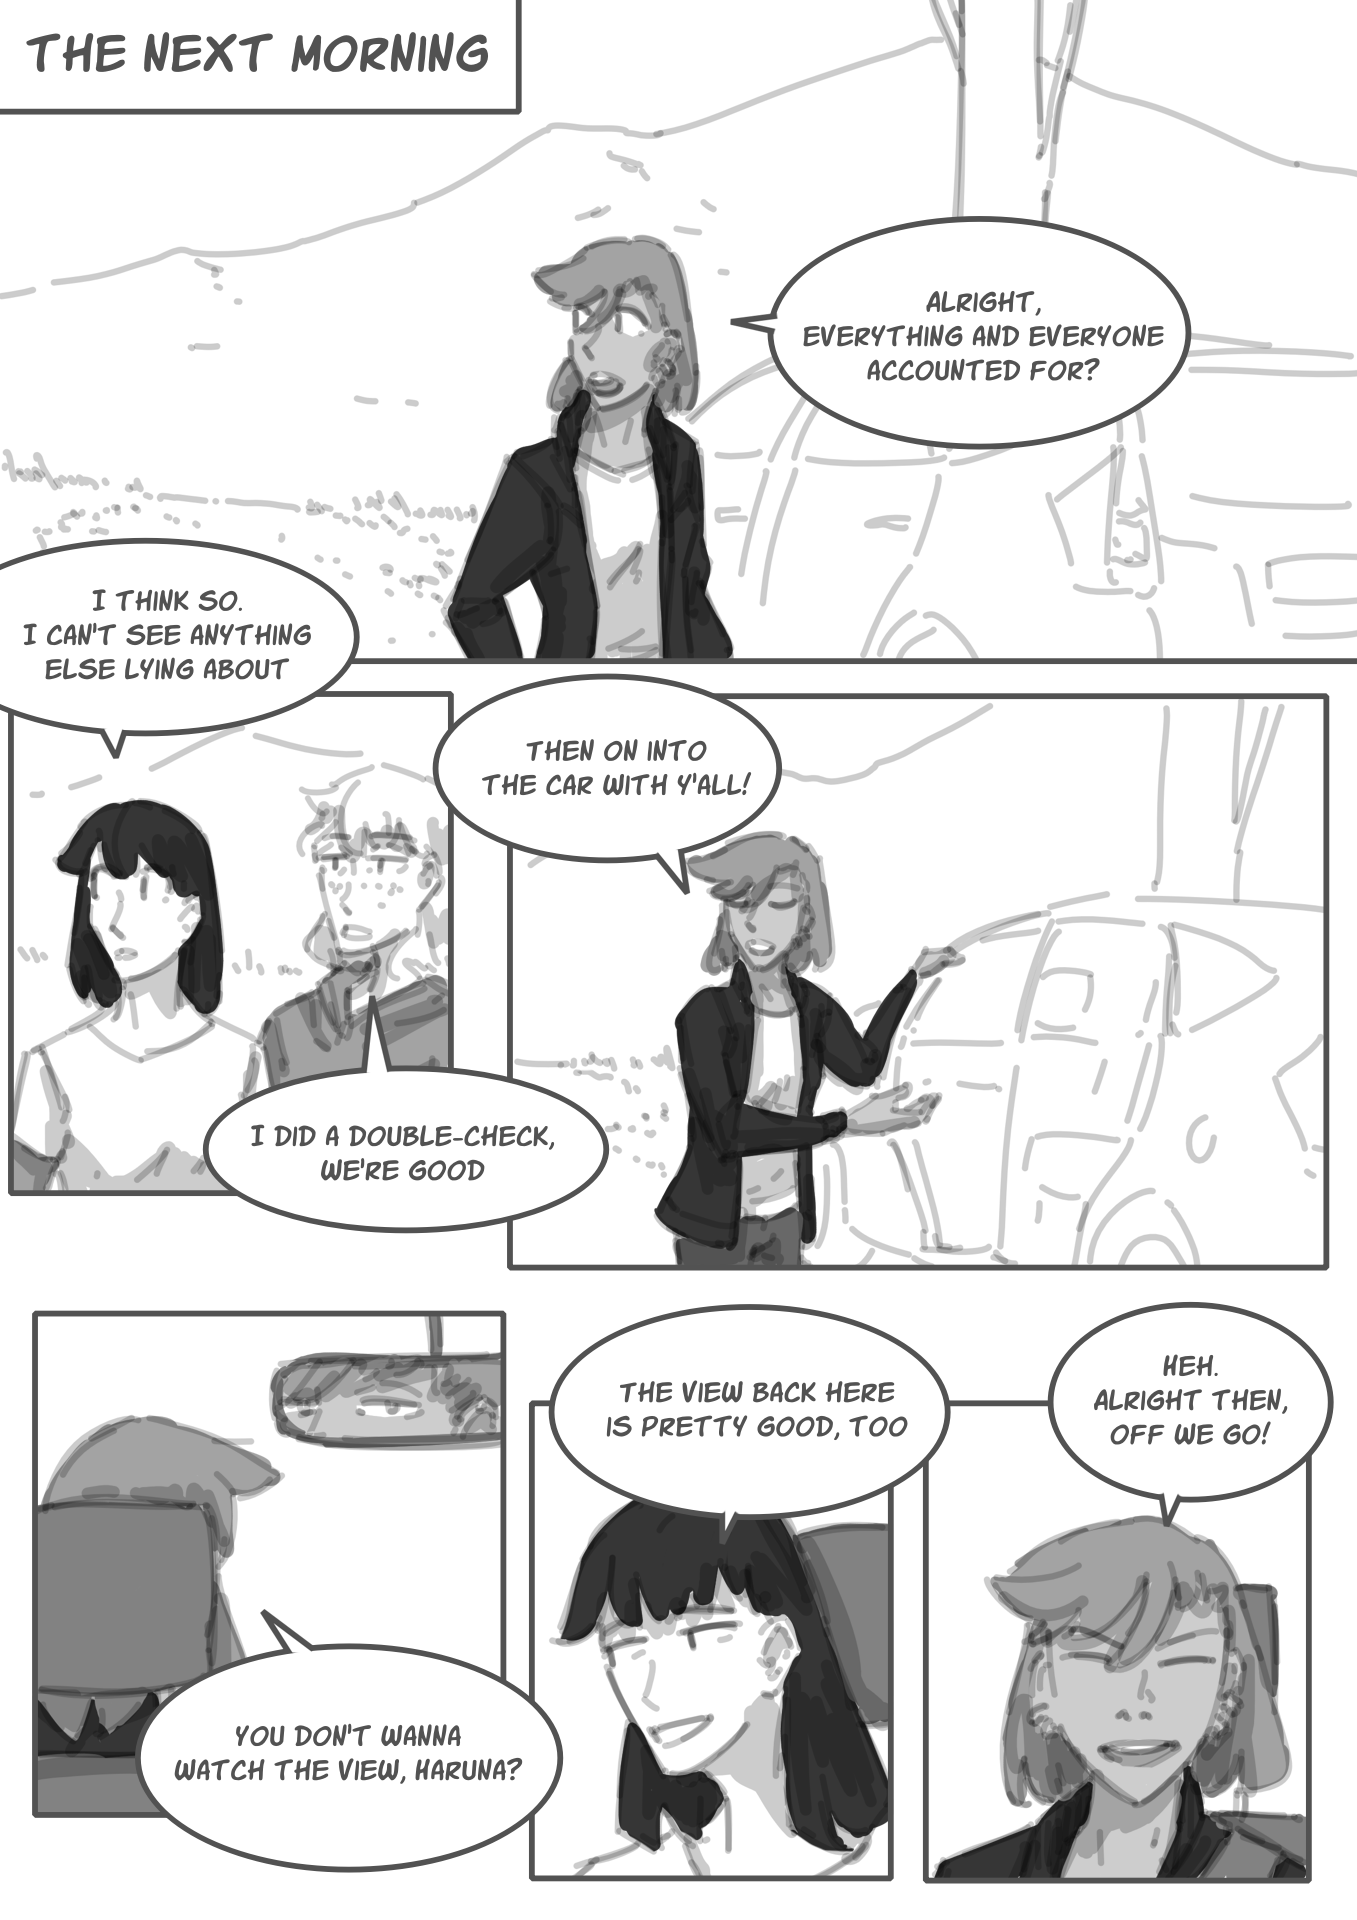 THE NEXT MORNING
ALRIGHT,
EVERYTHING AND EVERYONE
ACCOUNTED FOR?
I THINK SO.
I CAN'T SEE ANYTHING
ELSE LYING ABOUT
I DID A DOUBLE-CHECK,
WE'RE GOOD
THEN ON INTO
THE CAR WITH Y'ALL!
YOU DON'T WANNA
WATCH THE VIEW, HARUNA?
THE VIEW BACK HERE
IS PRETTY GOOD, TOO
HEH.
ALRIGHT THEN,
OFF WE GO!